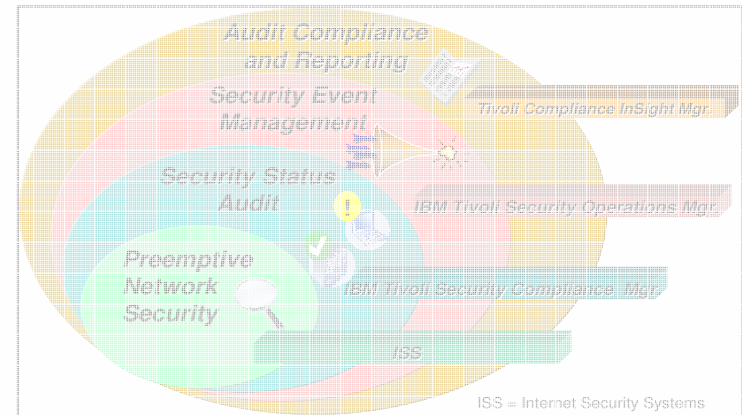 Audit Compliance
and Reporting
Tivoli Compliance InSight Mgr.
Security Event
Management
IBM Tivoli Security Operations Mgr.
Security Status
Audit
!
IBM Tivoli Security Compliance Mgr.
Preemptive
Network
Security
ISS
ISS = Internet Security Systems